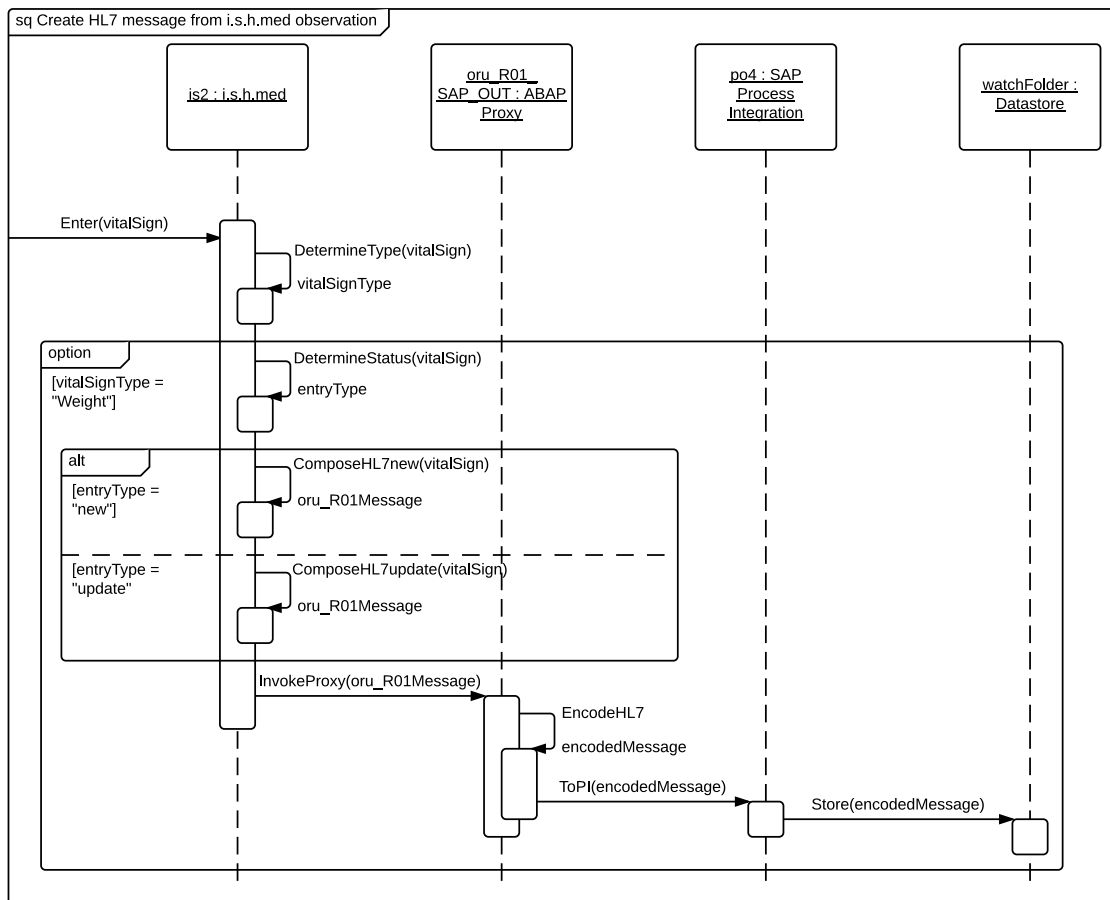 sq Create HL7 message from i.s.h.med observation
is2 : i.s.h.med
oru_R01_
SAP_OUT : ABAP
Proxy
po4 : SAP
Process
Integration
watchFolder :
Datastore
Enter(vitalSign)
DetermineType(vitalSign)
vitalSignType
option
[vitalSignType =
"Weight"]
DetermineStatus(vitalSign)
entryType
alt
[entryType =
"new"]
ComposeHL7new(vitalSign)
oru_R01Message
[entryType =
"update"
ComposeHL7update(vitalSign)
oru_R01Message
InvokeProxy(oru_R01Message)
EncodeHL7
encodedMessage
ToPI(encodedMessage)
Store(encodedMessage)